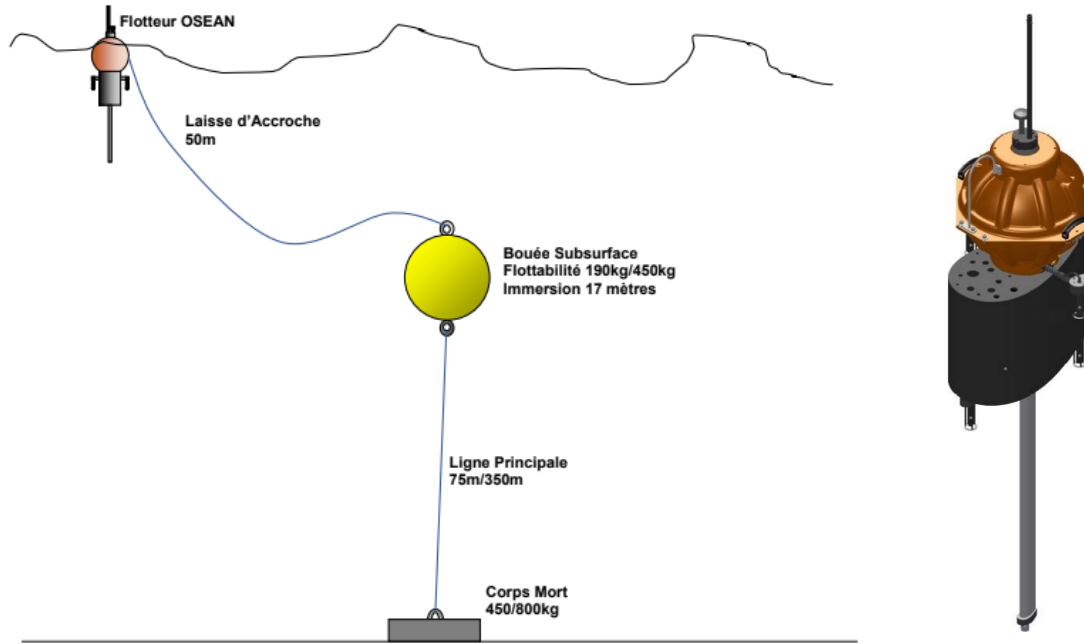 Flotteur OSEAN
Laisse d'Accroche
50m
Bouée Subsurface
Flottabilité 190kg/450kg
Immersion 17 mètres
Ligne Principale
75m/350m
Corps Mort
450/800kg